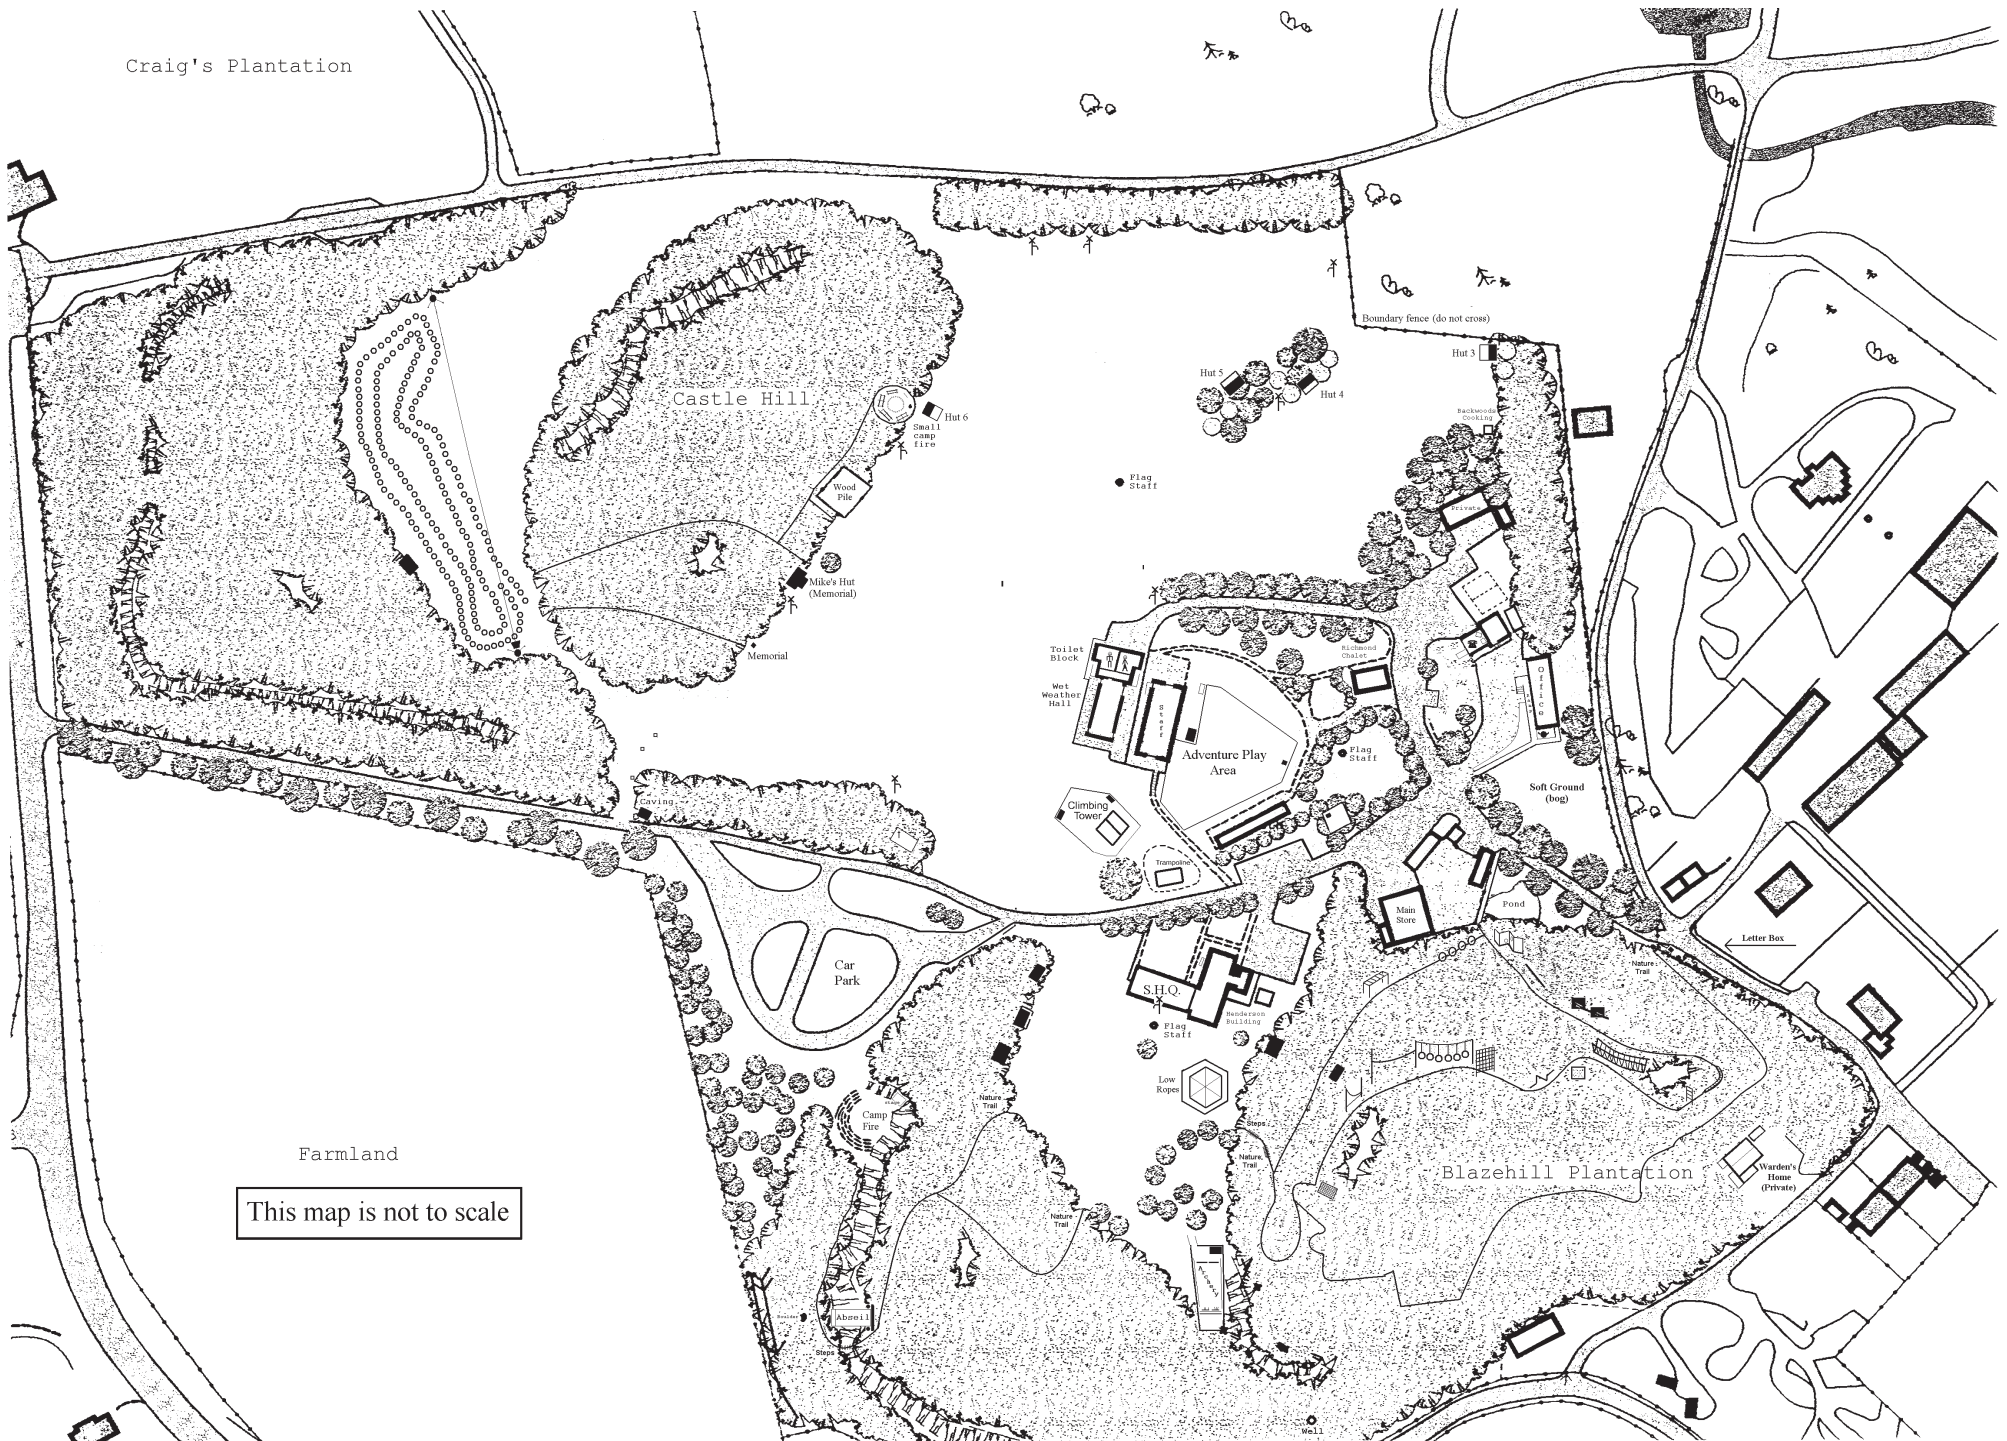 Craig's Plantation
Boundary fence (do not cross)
Hut 3
Hut 5
Hut 4
Castle Hill
Hut 6
Small
camp
fire
Backwoods
Cooking
Wood
Pile
Flag
Staff
Private
Mike's Hut
(Memorial)
Memorial
Toilet
Block
Richmond
Chalet
Wet
Weather
Hall
Staff
Office
Adventure Play
Area
Flag
Staff
Soft Ground
(bog)
Caving
Climbing
Tower
Trampoline
Main
Store
Pond
Letter Box
Car
Park
Nature
Trail
S.H.Q.
Henderson
Building
Flag
Staff
Low
Ropes
Nature
Trail
stage
Camp
Fire
Steps
Nature
Trail
Farmland
Blazehill Plantation
Warden's
Home
(Private)
This map is not to scale
Nature
Trail
Boulder
Abseil
Steps
Well